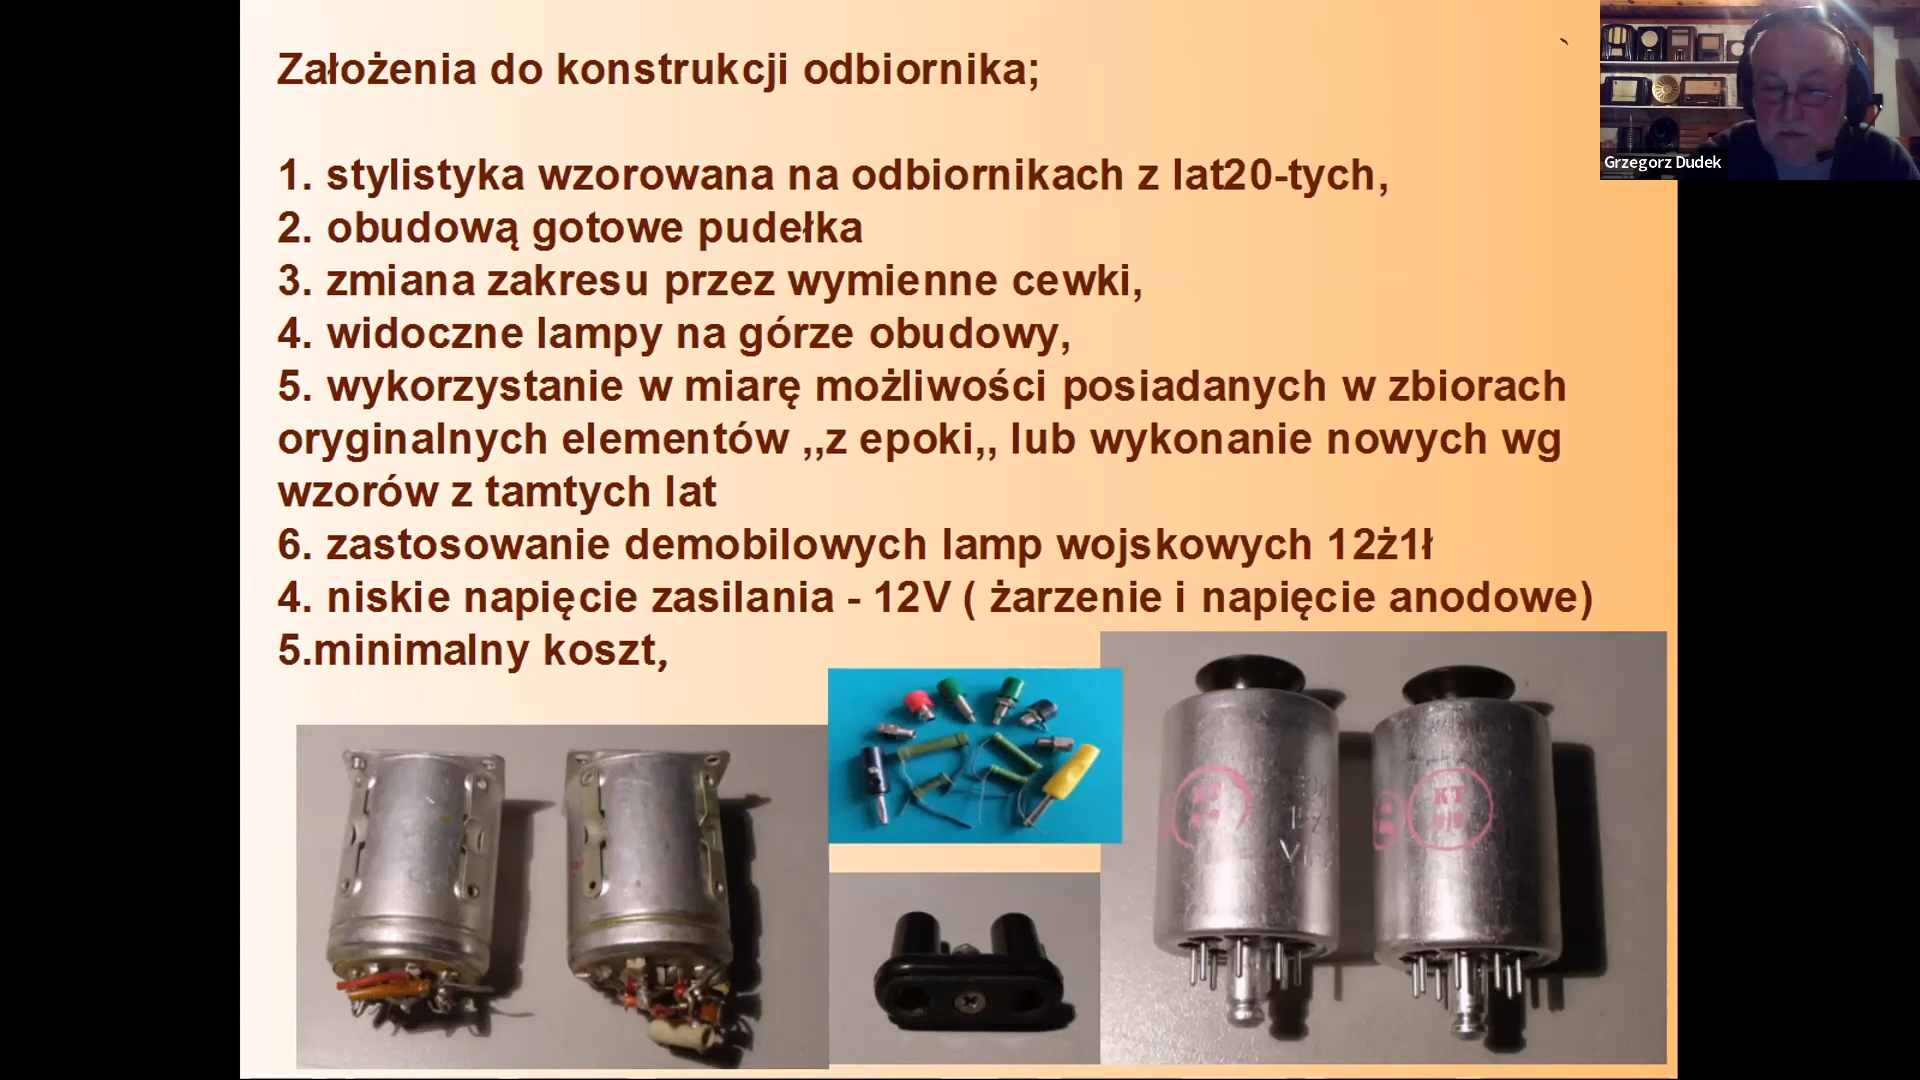 Założenia do konstrukcji odbiornika;
1. stylistyka wzorowana na odbiornikach z lat20-tych,
2. obudową gotowe pudełka
3. zmiana zakresu przez wymienne cewki,
4. widoczne lampy na górze obudowy,
5. wykorzystanie w miarę możliwości posiadanych w zbiorach
oryginalnych elementów ,,z epoki,, lub wykonanie nowych wg
wzorów z tamtych lat
6. zastosowanie demobilowych lamp wojskowych 12ż1ł
4. niskie napięcie zasilania - 12V ( żarzenie i napięcie anodowe)
5.minimalny koszt,
Grzegorz Dudek
KT